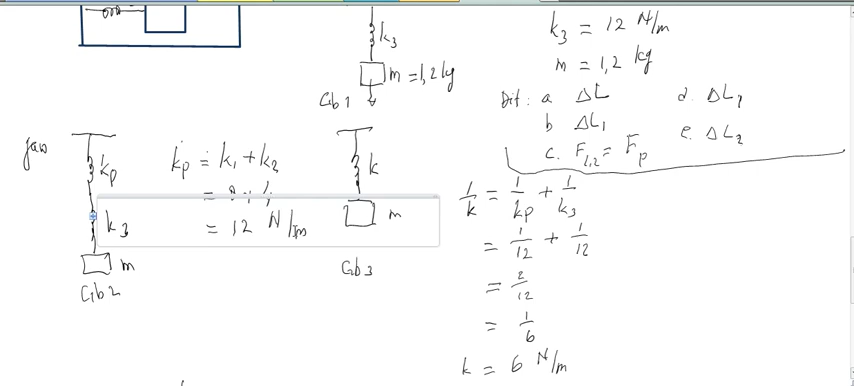 k3
k3 = 12 N/m
m = 1,2 kg
m = 1,2 kg
Gb 1
Dit : a ΔL
b ΔL1
c. F1,2 = Fp
d. ΔL
e. ΔL2
Jaw
kp
kp = k1 + k2
= 12 N/m
k
m
k3
m
Gb 2
Gb 3
1/k = 1/kp + 1/k3
= 1/12 + 1/12
= 2/12
= 1/6
k = 6 N/m